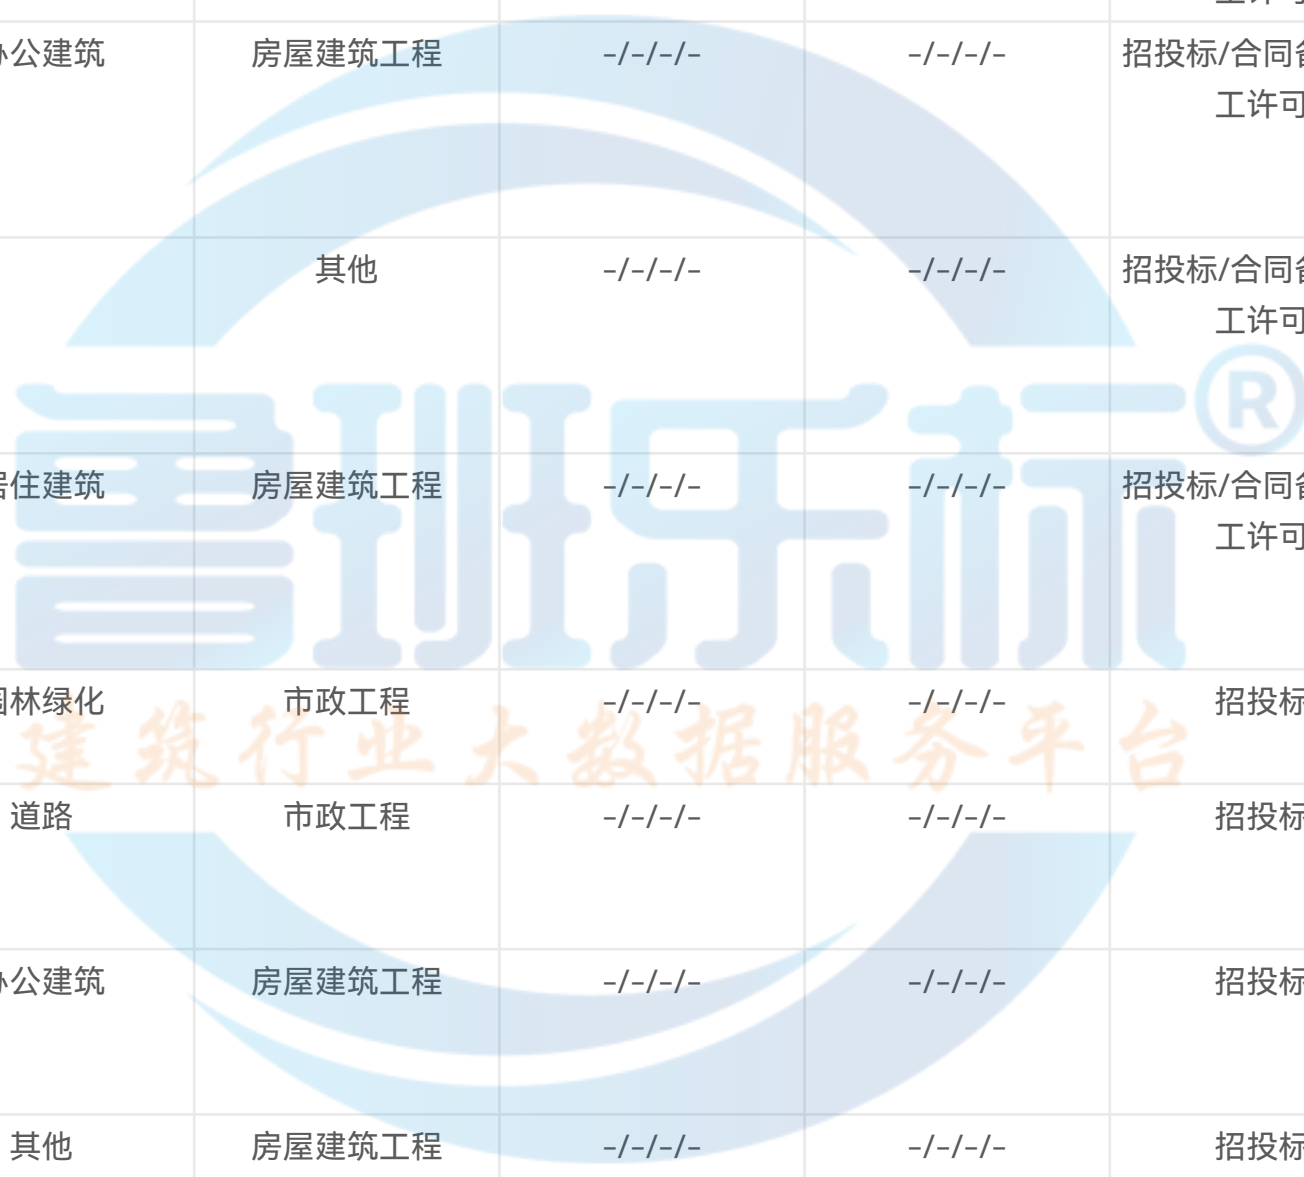 公建筑 房屋建筑工程 -/-/-/- -/-/-/- 招投标/合同
工许可
其他 -/-/-/- -/-/-/- 招投标/合同
工许可
鲁班乐标®
住建筑 房屋建筑工程 -/-/-/- -/-/-/- 招投标/合同
工许可
林绿化 市政工程 -/-/-/- -/-/-/- 招投标
建筑行业大数据服务平台
道路 市政工程 -/-/-/- -/-/-/- 招投标
公建筑 房屋建筑工程 -/-/-/- -/-/-/- 招投标
其他 房屋建筑工程 -/-/-/- -/-/-/- 招投标